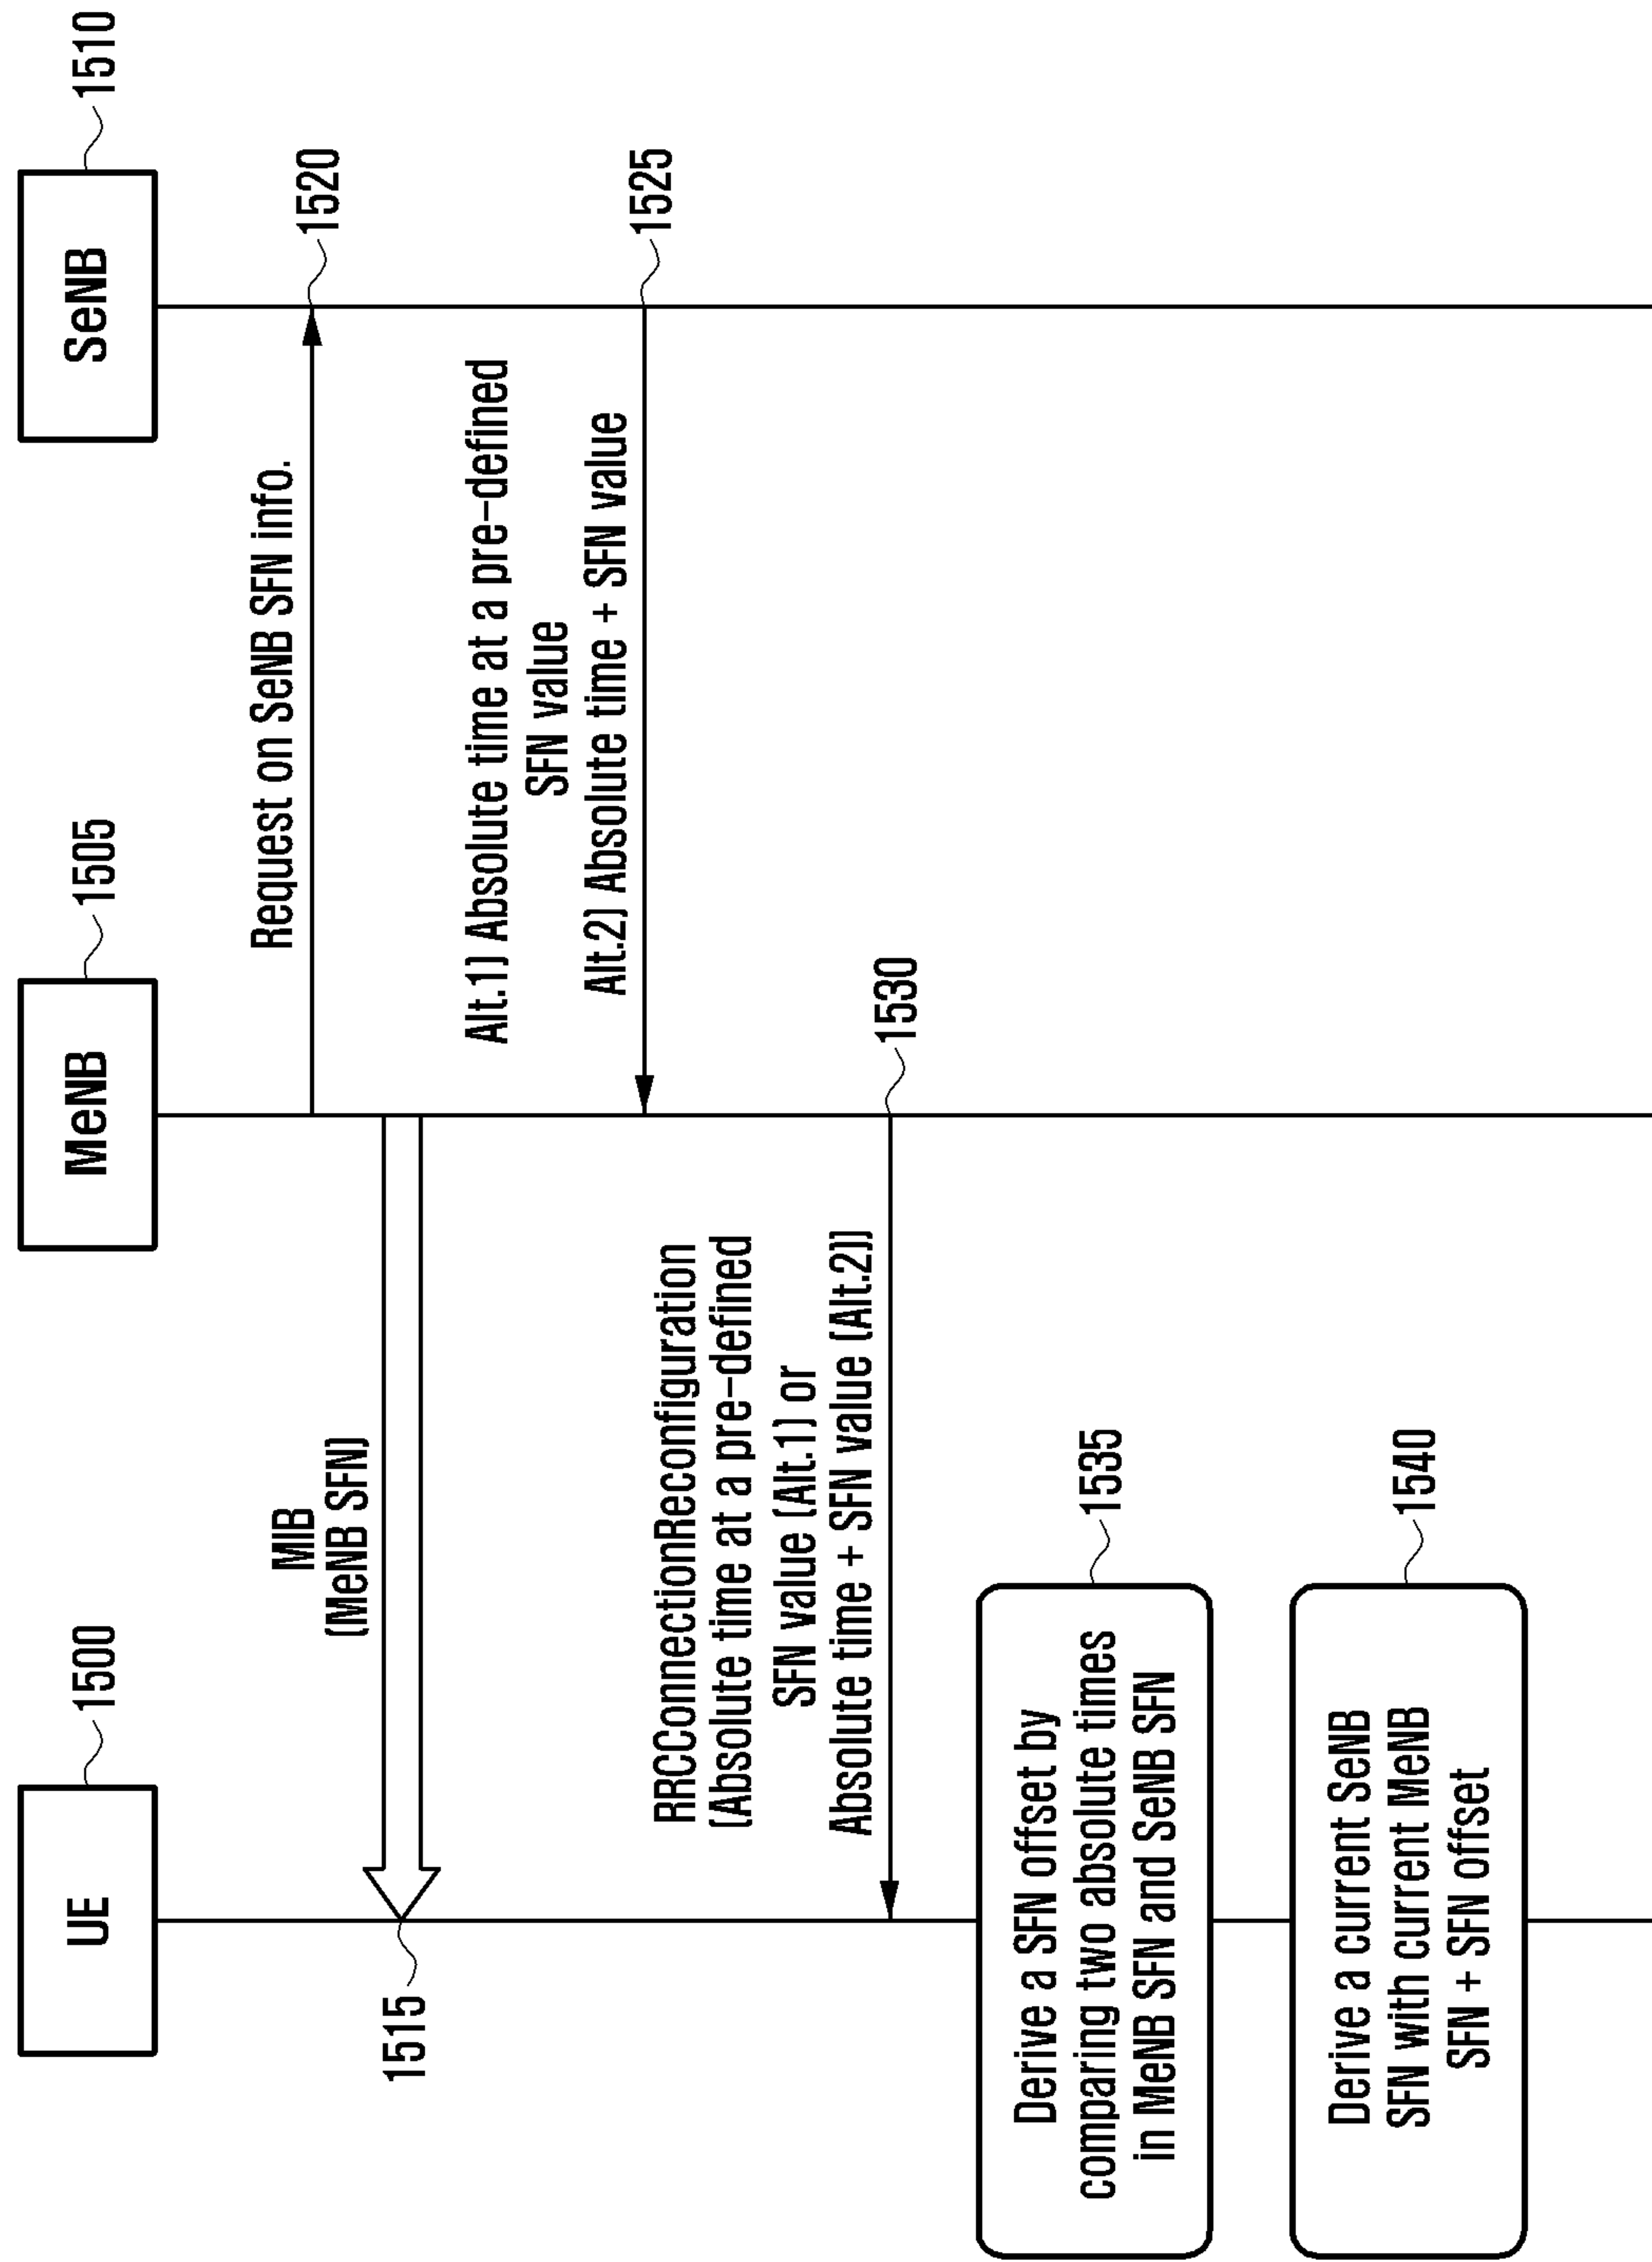 UE
1500
MeNB
1505
SeNB
1510
Request on SeNB SFN info.
1520
MIB
(MeNB SFN)
1515
Alt.1) Absolute time at a pre-defined
SFN value
Alt.2) Absolute time + SFN value
1525
RRCConnectionReconfiguration
(Absolute time at a pre-defined
SFN value (Alt.1) or
Absolute time + SFN value (Alt.2))
1530
Derive a SFN offset by
comparing two absolute times
in MeNB SFN and SeNB SFN
1535
Derive a current SeNB
SFN with current MeNB
SFN + SFN offset
1540